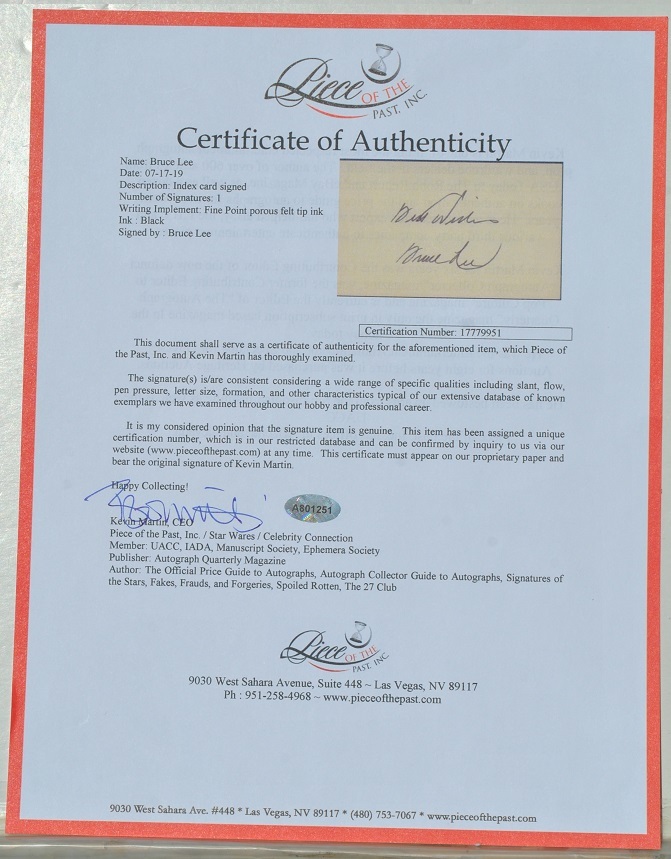 Piece
OF THE
PAST, INC.
Certificate of Authenticity
Name: Bruce Lee
Date: 07-17-19
Description: Index card signed
Number of Signatures: 1
Writing Implement: Fine Point porous felt tip ink
Ink : Black
Signed by : Bruce Lee
Best Wishes
Bruce Lee
Certification Number: 17779951
This document shall serve as a certificate of authenticity for the aforementioned item, which Piece of
the Past, Inc. and Kevin Martin has thoroughly examined.
The signature(s) is/are consistent considering a wide range of specific qualities including slant, flow,
pen pressure, letter size, formation, and other characteristics typical of our extensive database of known
exemplars we have examined throughout our hobby and professional career.
It is my considered opinion that the signature item is genuine. This item has been assigned a unique
certification number, which is in our restricted database and can be confirmed by inquiry to us via our
website (www.pieceofthepast.com) at any time. This certificate must appear on our proprietary paper and
bear the original signature of Kevin Martin.
Happy Collecting!
A801251
Kevin Martin, CEO
Piece of the Past, Inc. / Star Wares / Celebrity Connection
Member: UACC, IADA, Manuscript Society, Ephemera Society
Publisher: Autograph Quarterly Magazine
Author: The Official Price Guide to Autographs, Autograph Collector Guide to Autographs, Signatures of
the Stars, Fakes, Frauds, and Forgeries, Spoiled Rotten, The 27 Club
Piece
OF THE
PAST, INC.
9030 West Sahara Avenue, Suite 448 ~ Las Vegas, NV 89117
Ph : 951-258-4968 ~ www.pieceofthepast.com
9030 West Sahara Ave. #448 * Las Vegas, NV 89117 * (480) 753-7067 * www.pieceofthepast.com